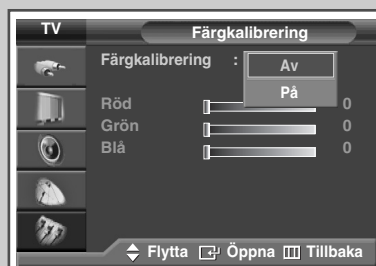 TV
Färgkalibrering
Färgkalibrering : Av
På
Röd 0
Grön 0
Blå 0
Flytta Öppna Tillbaka